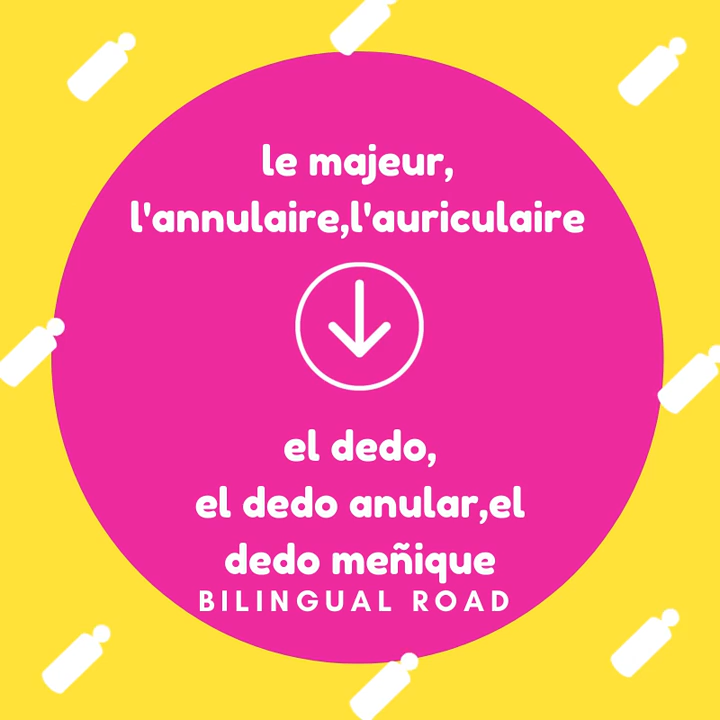 le majeur,
l'annulaire,l'auriculaire
el dedo,
el dedo anular,el
dedo meñique
BILINGUAL ROAD